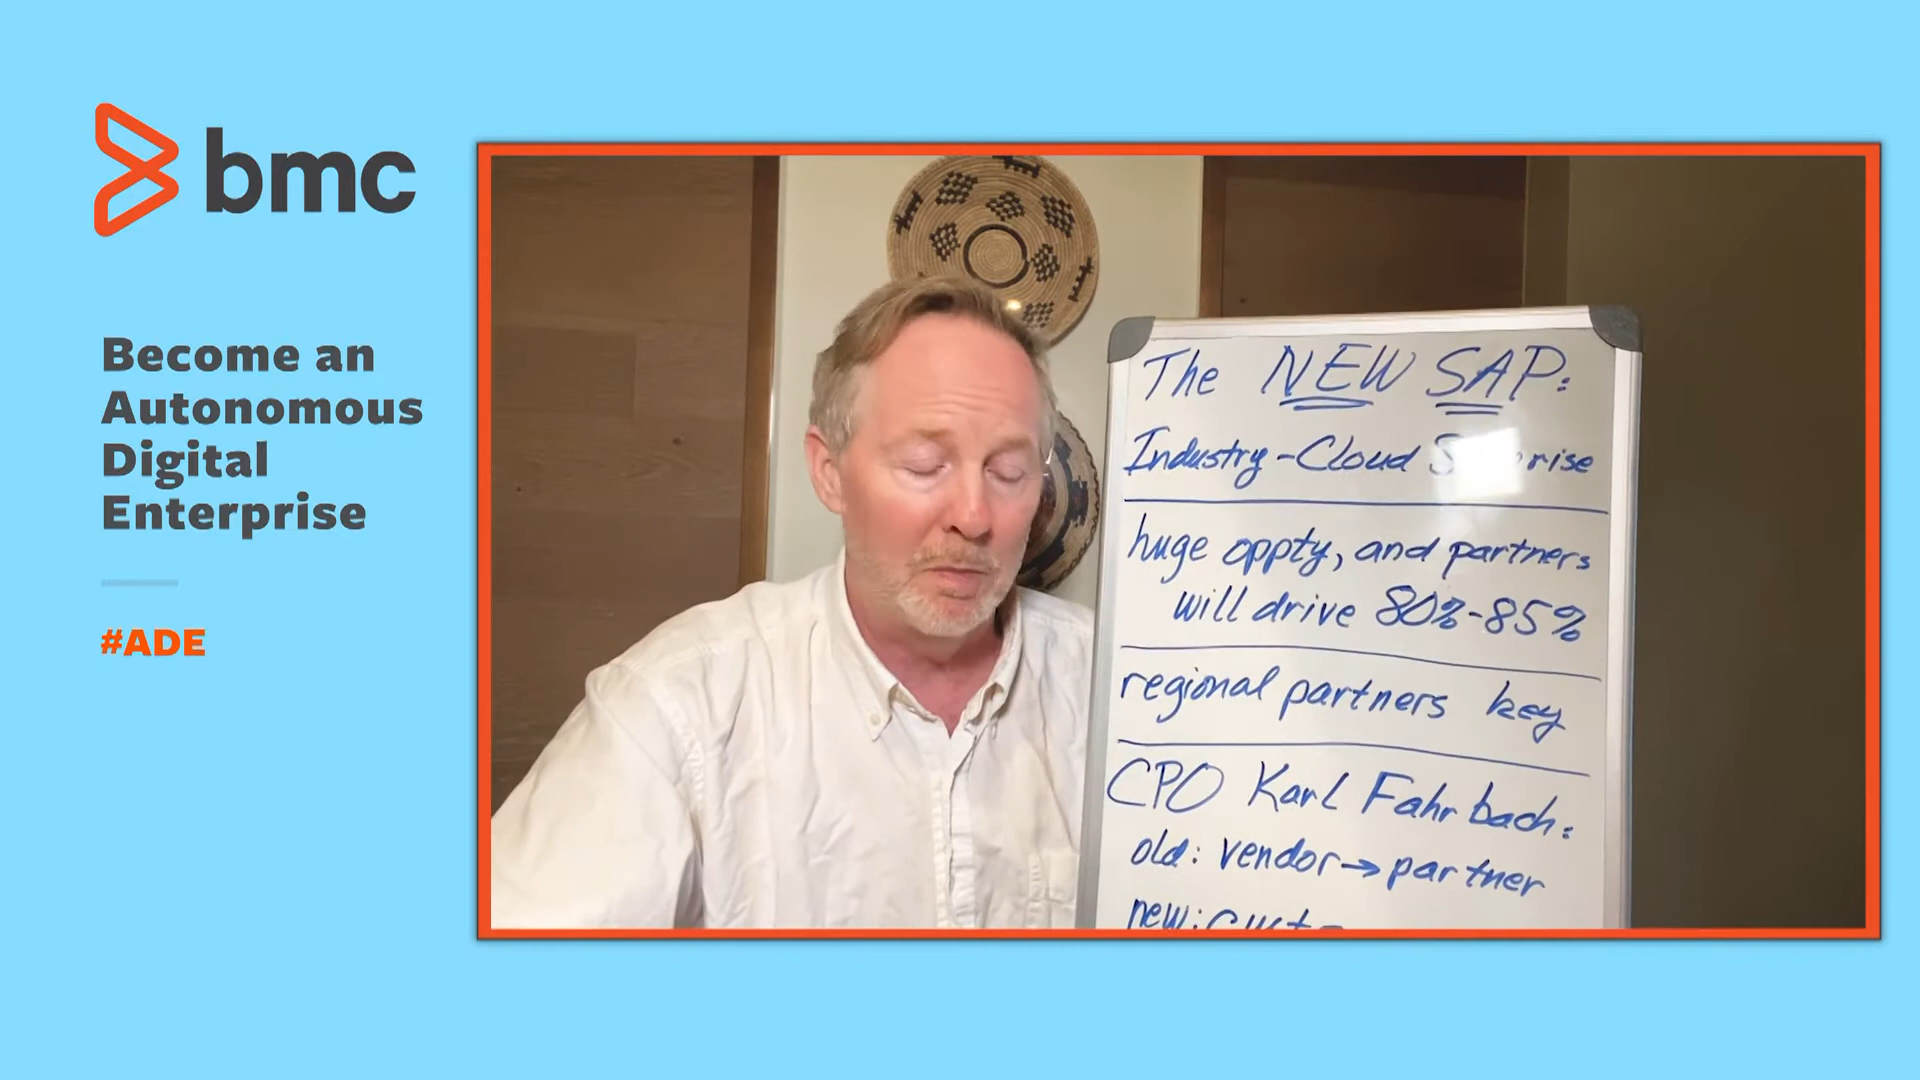 bmc
Become an
Autonomous
Digital
Enterprise
#ADE
The NEW SAP:
Industry-Cloud
huge oppty, and partners
will drive 80%-85%
regional partners key
CPO Karl Fahrbach:
old: vendor→partner
new: